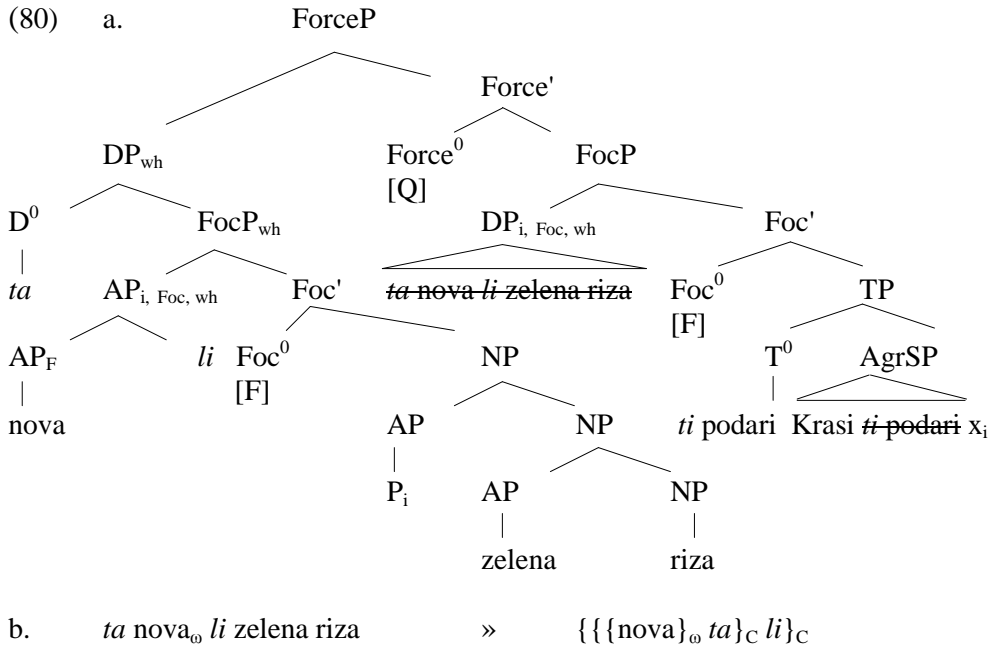 (80) a. ForceP
Force'
DPwh Force0 FocP
[Q]
D0 FocPwh DPi, Foc, wh Foc'
ta APi, Foc, wh Foc' ta nova li zelena riza Foc0 TP
[F]
APF li Foc0 NP T0 AgrSP
[F]
nova AP NP ti podari Krasi ti podari xi
Pi AP NP
zelena riza
b. ta novaω li zelena riza » {{{nova}ω ta}C li}C